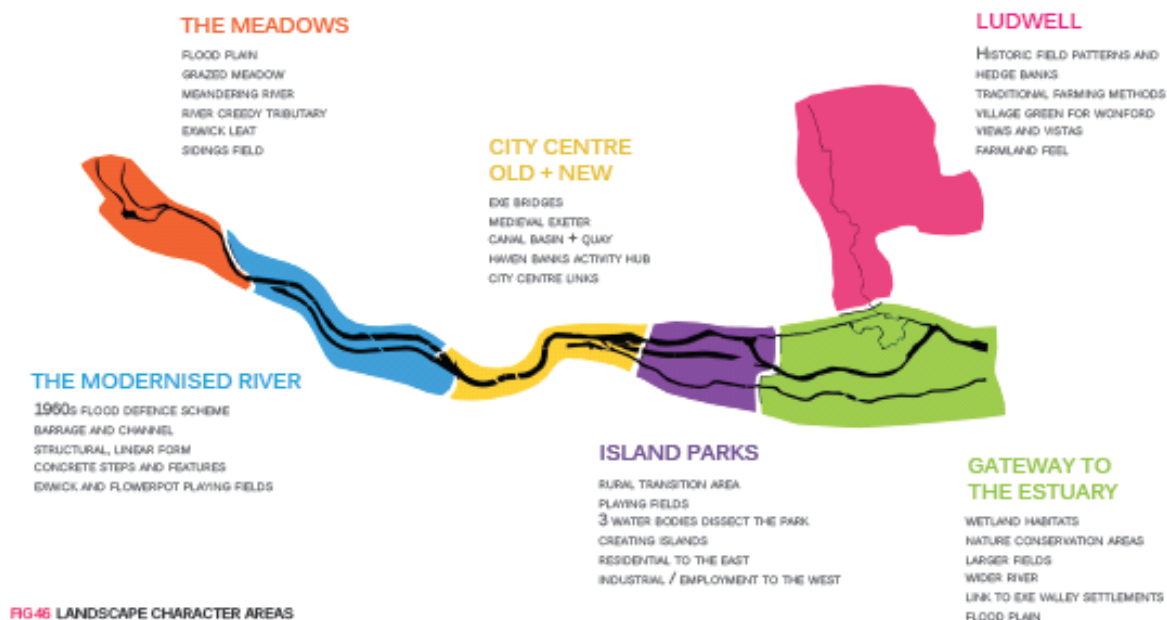 THE MEADOWS
FLOOD PLAIN
GRAZED MEADOW
MEANDERING RIVER
RIVER CREEDY TRIBUTARY
EXWICK LEAT
SIDINGS FIELD
LUDWELL
HISTORIC FIELD PATTERNS AND
HEDGE BANKS
TRADITIONAL FARMING METHODS
VILLAGE GREEN FOR WONFORD
VIEWS AND VISTAS
FARMLAND FEEL
CITY CENTRE
OLD + NEW
EXE BRIDGES
MEDIEVAL EXETER
CANAL BASIN + QUAY
HAVEN BANKS ACTIVITY HUB
CITY CENTRE LINKS
THE MODERNISED RIVER
1960S FLOOD DEFENCE SCHEME
BARRAGE AND CHANNEL
STRUCTURAL, LINEAR FORM
CONCRETE STEPS AND FEATURES
EXWICK AND FLOWERPOT PLAYING FIELDS
ISLAND PARKS
RURAL TRANSITION AREA
PLAYING FIELDS
3 WATER BODIES DISSECT THE PARK
CREATING ISLANDS
RESIDENTIAL TO THE EAST
INDUSTRIAL / EMPLOYMENT TO THE WEST
GATEWAY TO
THE ESTUARY
WETLAND HABITATS
NATURE CONSERVATION AREAS
LARGER FIELDS
WIDER RIVER
LINK TO EXE VALLEY SETTLEMENTS
FLOOD PLAIN
FIG46 LANDSCAPE CHARACTER AREAS